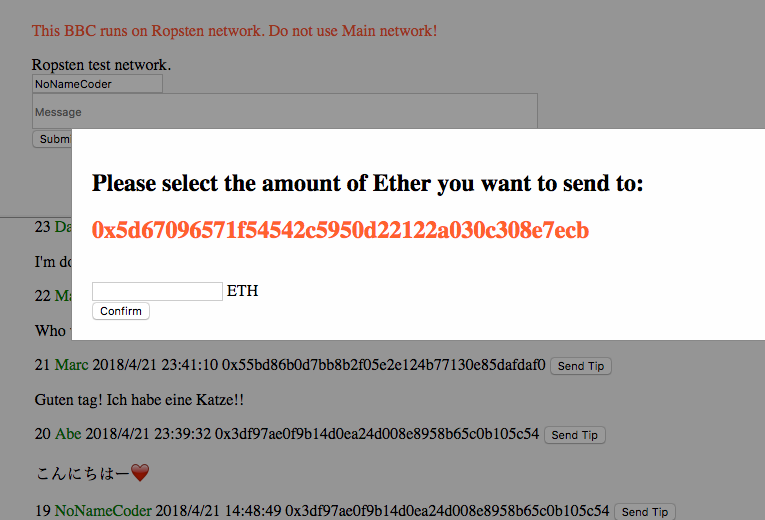 This BBC runs on Ropsten network. Do not use Main network!
Ropsten test network.
NoNameCoder
Message
Please select the amount of Ether you want to send to:
0x5d67096571f54542c5950d22122a030c308e7ecb
ETH
Confirm
23
I'm
22
Who
21 Marc 2018/4/21 23:41:10 0x55bd86b0d7bb8b2f05e2e124b77130e85dafdaf0 Send Tip
Guten tag! Ich habe eine Katze!!
20 Abe 2018/4/21 23:39:32 0x3df97ae0f9b14d0ea24d008e8958b65c0b105c54 Send Tip
こんにちはー❤️
19 NoNameCoder 2018/4/21 14:48:49 0x3df97ae0f9b14d0ea24d008e8958b65c0b105c54 Send Tip